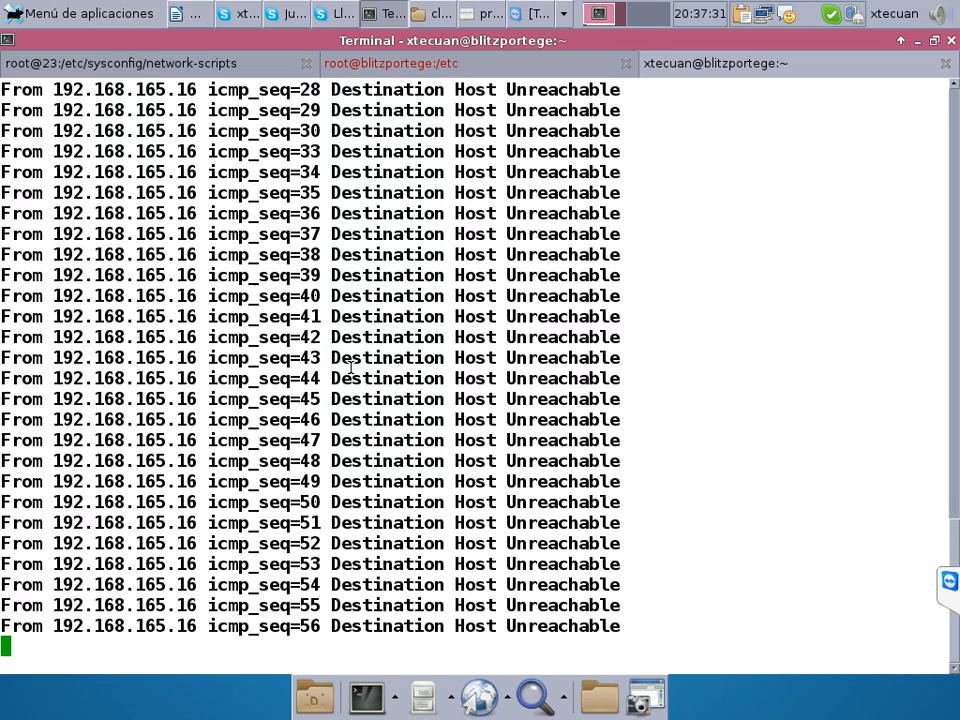 Menú de aplicaciones
...
xt...
Ju...
Ll...
Te...
cl...
pr...
[T...
20:37:31
xtecuan
Terminal - xtecuan@blitzportege:~
root@23:/etc/sysconfig/network-scripts
root@blitzportege:/etc
xtecuan@blitzportege:~
From 192.168.165.16 icmp_seq=28 Destination Host Unreachable
From 192.168.165.16 icmp_seq=29 Destination Host Unreachable
From 192.168.165.16 icmp_seq=30 Destination Host Unreachable
From 192.168.165.16 icmp_seq=33 Destination Host Unreachable
From 192.168.165.16 icmp_seq=34 Destination Host Unreachable
From 192.168.165.16 icmp_seq=35 Destination Host Unreachable
From 192.168.165.16 icmp_seq=36 Destination Host Unreachable
From 192.168.165.16 icmp_seq=37 Destination Host Unreachable
From 192.168.165.16 icmp_seq=38 Destination Host Unreachable
From 192.168.165.16 icmp_seq=39 Destination Host Unreachable
From 192.168.165.16 icmp_seq=40 Destination Host Unreachable
From 192.168.165.16 icmp_seq=41 Destination Host Unreachable
From 192.168.165.16 icmp_seq=42 Destination Host Unreachable
From 192.168.165.16 icmp_seq=43 Destination Host Unreachable
From 192.168.165.16 icmp_seq=44 Destination Host Unreachable
From 192.168.165.16 icmp_seq=45 Destination Host Unreachable
From 192.168.165.16 icmp_seq=46 Destination Host Unreachable
From 192.168.165.16 icmp_seq=47 Destination Host Unreachable
From 192.168.165.16 icmp_seq=48 Destination Host Unreachable
From 192.168.165.16 icmp_seq=49 Destination Host Unreachable
From 192.168.165.16 icmp_seq=50 Destination Host Unreachable
From 192.168.165.16 icmp_seq=51 Destination Host Unreachable
From 192.168.165.16 icmp_seq=52 Destination Host Unreachable
From 192.168.165.16 icmp_seq=53 Destination Host Unreachable
From 192.168.165.16 icmp_seq=54 Destination Host Unreachable
From 192.168.165.16 icmp_seq=55 Destination Host Unreachable
From 192.168.165.16 icmp_seq=56 Destination Host Unreachable